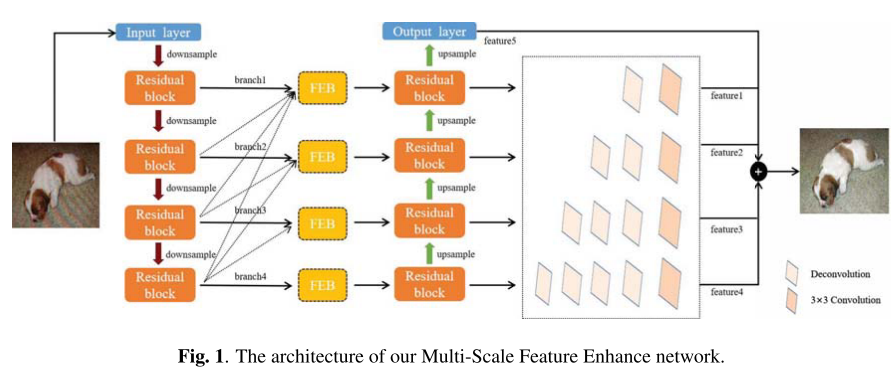 Input layer
Output layer
feature5
downsample
upsample
Residual
block
branch1
FEB
Residual
block
feature1
downsample
upsample
Residual
block
branch2
FEB
Residual
block
feature2
downsample
upsample
Residual
block
branch3
FEB
Residual
block
feature3
downsample
upsample
Residual
block
branch4
FEB
Residual
block
feature4
+
Deconvolution
3×3 Convolution
Fig. 1. The architecture of our Multi-Scale Feature Enhance network.